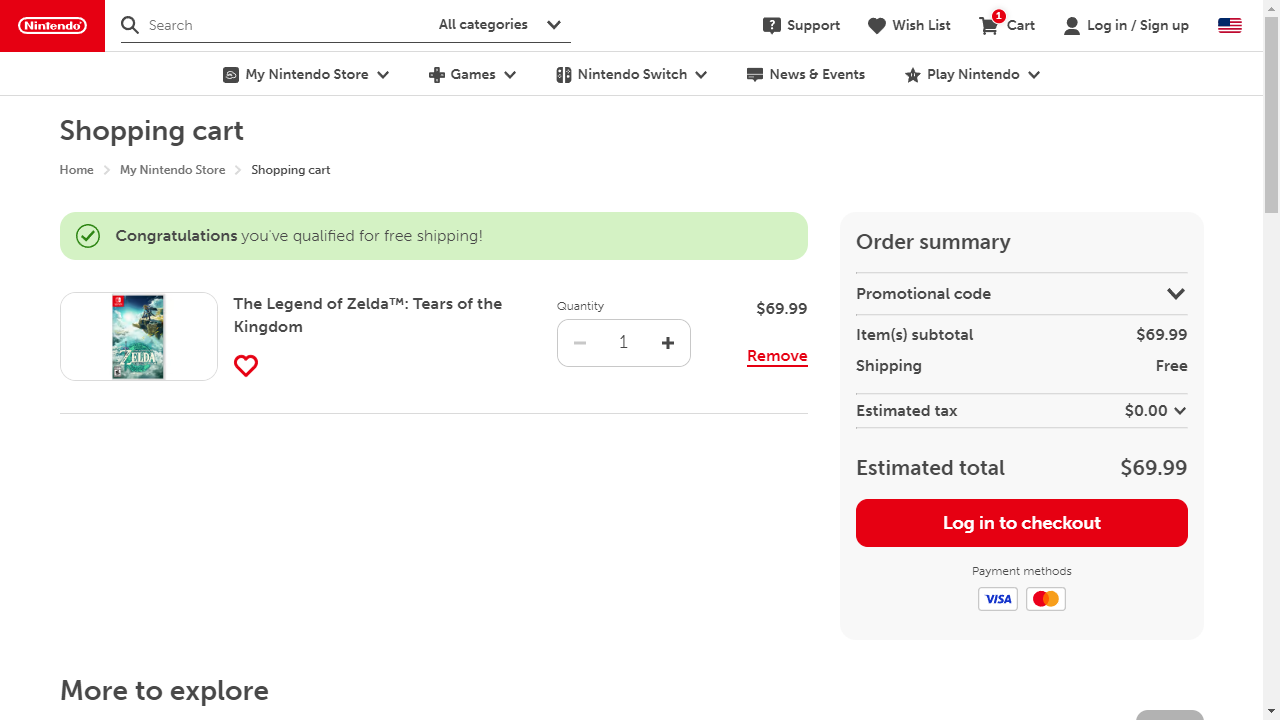 Nintendo
Search
All categories
Support
Wish List
1
Cart
Log in / Sign up
My Nintendo Store
Games
Nintendo Switch
News & Events
Play Nintendo
Shopping cart
Home
My Nintendo Store
Shopping cart
Congratulations you've qualified for free shipping!
ZELDA
The Legend of Zelda™: Tears of the
Kingdom
Quantity
1
$69.99
Remove
Order summary
Promotional code
Item(s) subtotal $69.99
Shipping Free
Estimated tax $0.00
Estimated total $69.99
Log in to checkout
Payment methods
VISA
More to explore